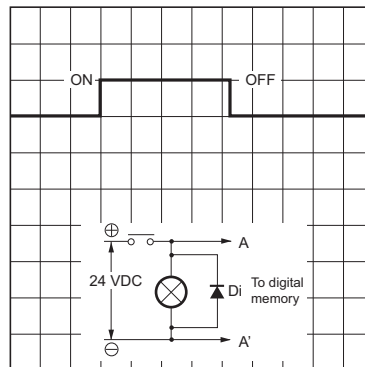 ON
OFF
⊕
A
24 VDC
Di
To digital
memory
⊖
A'